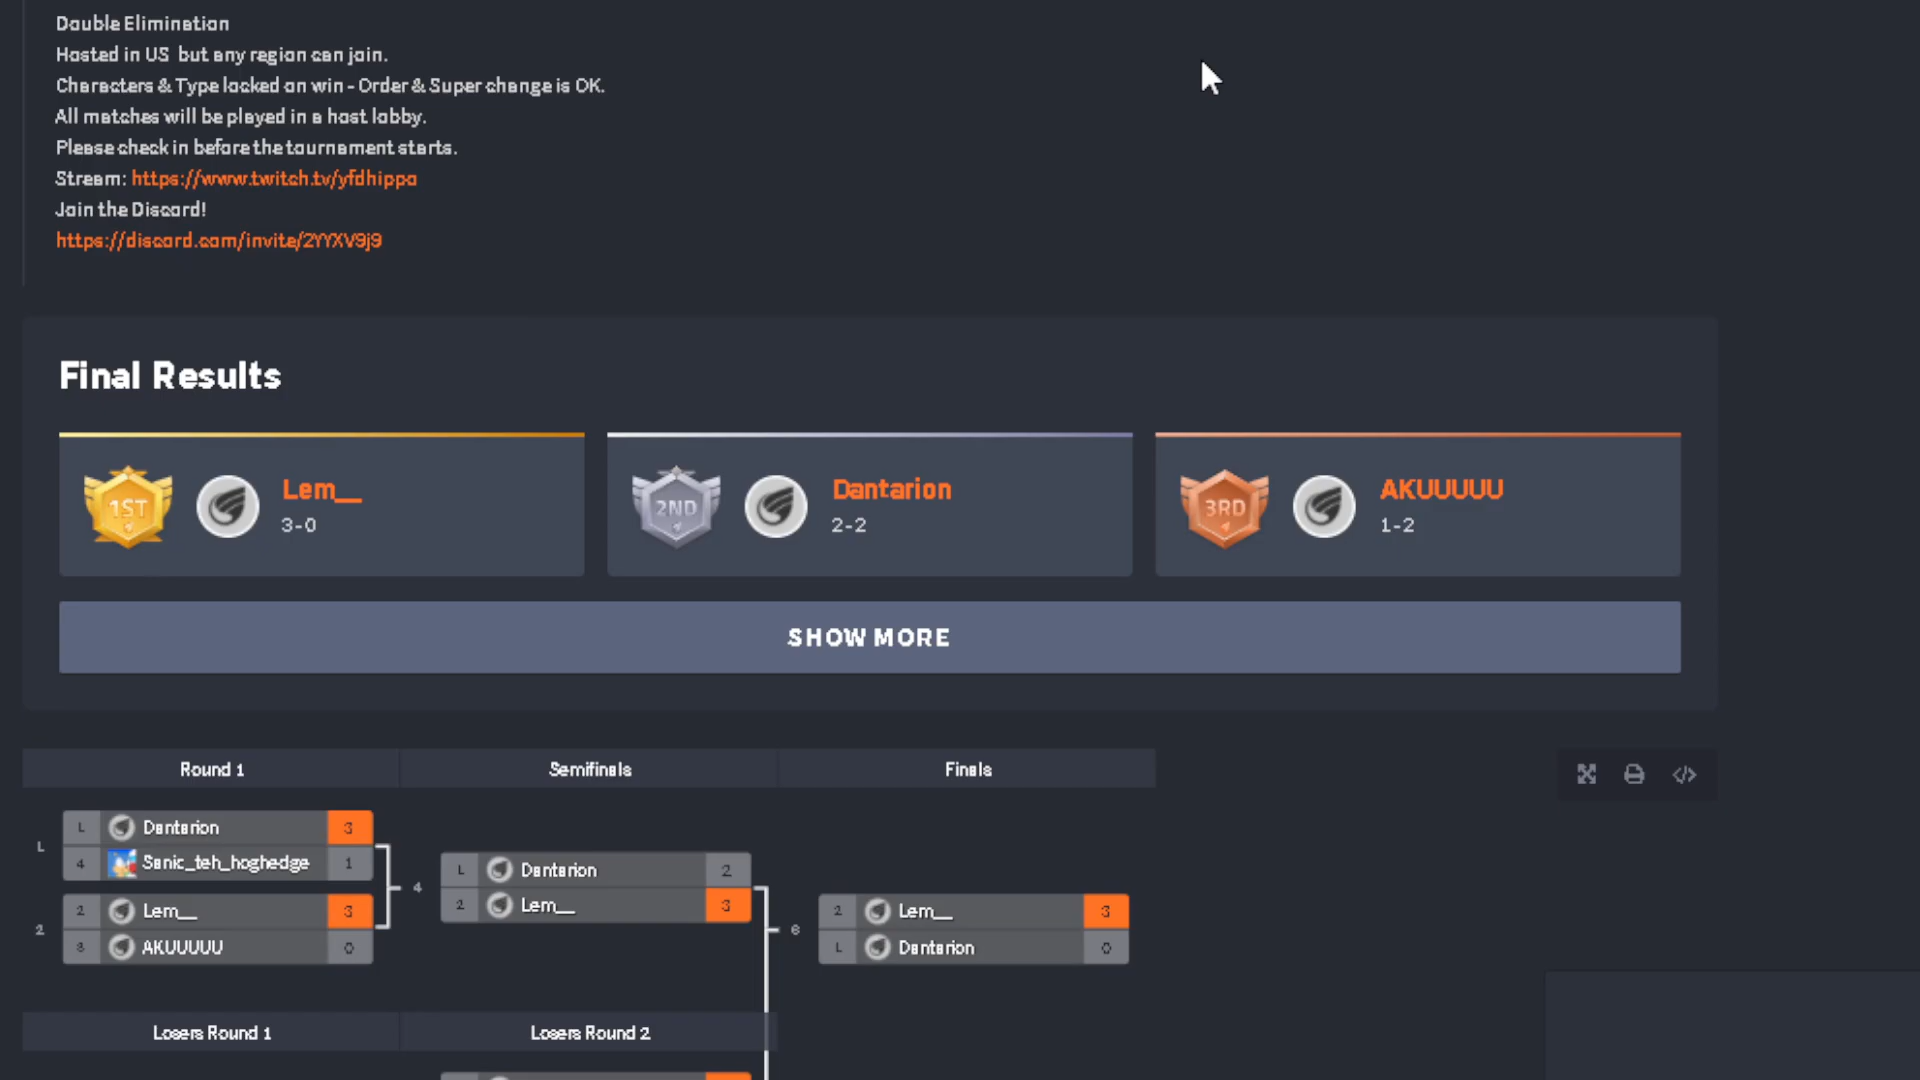 Double Elimination
Hosted in US but any region can join.
Characters & Type locked on win - Order & Super change is OK.
All matches will be played in a host lobby.
Please check in before the tournament starts.
Stream: https://www.twitch.tv/yfdhippo
Join the Discord!
https://discord.com/invite/2YYXV9j9
Final Results
1ST Lem__
3-0
2ND Dantarion
2-2
3RD AKUUUUU
1-2
SHOW MORE
Round 1 Semifinals Finals
1
1 Dantarion 3
4 Sanic_teh_hoghedge 1
2
2 Lem__ 3
3 AKUUUUU 0
4
1 Dantarion 2
2 Lem__ 3
6
2 Lem__ 3
1 Dantarion 0
Losers Round 1 Losers Round 2